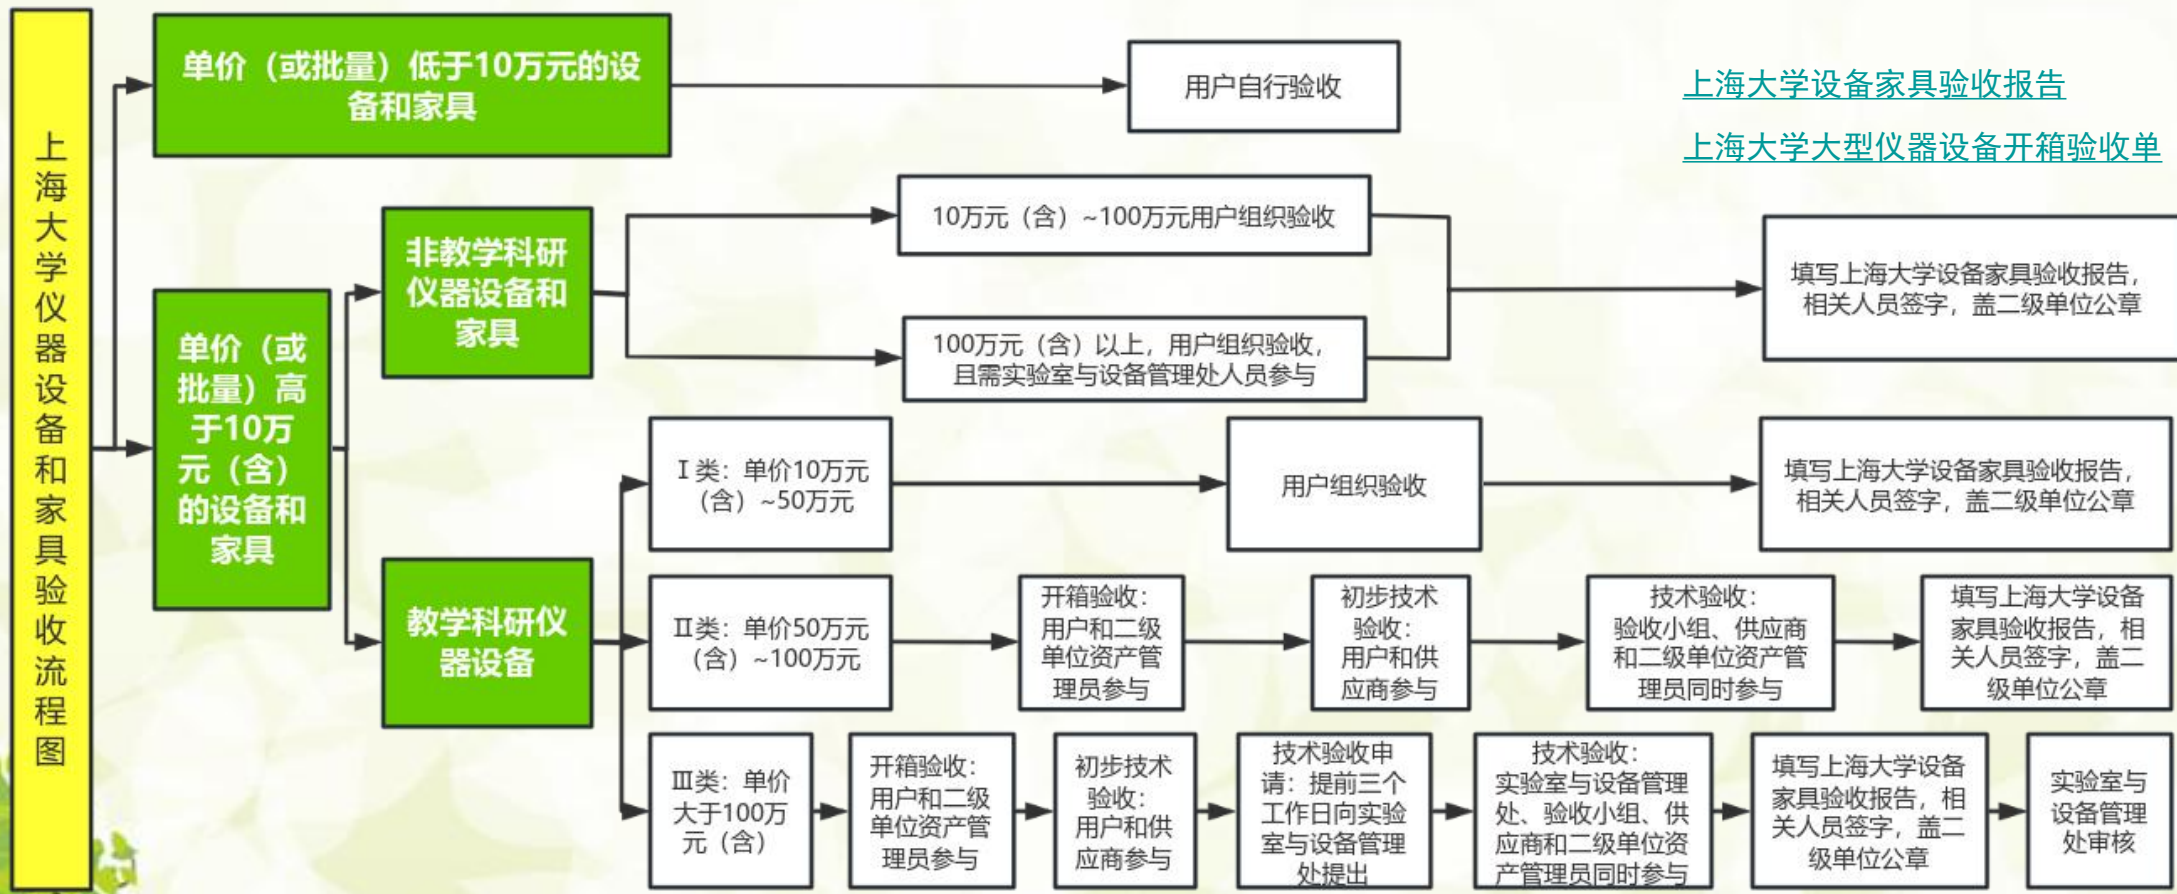 上海大学仪器设备和家具验收流程图
单价（或批量）低于10万元的设
备和家具
用户自行验收
上海大学设备家具验收报告
上海大学大型仪器设备开箱验收单
单价（或
批量）高
于10万
元（含）
的设备和
家具
非教学科研
仪器设备和
家具
10万元（含）~100万元用户组织验收
100万元（含）以上，用户组织验收，
且需实验室与设备管理处人员参与
填写上海大学设备家具验收报告，
相关人员签字，盖二级单位公章
教学科研仪
器设备
Ⅰ类：单价10万元
（含）~50万元
用户组织验收
填写上海大学设备家具验收报告，
相关人员签字，盖二级单位公章
Ⅱ类：单价50万元
（含）~100万元
开箱验收：
用户和二级
单位资产管
理员参与
初步技术
验收：
用户和供
应商参与
技术验收：
验收小组、供应商
和二级单位资产管
理员同时参与
填写上海大学设备
家具验收报告，相
关人员签字，盖二
级单位公章
Ⅲ类：单价
大于100万
元（含）
开箱验收：
用户和二级
单位资产管
理员参与
初步技术
验收：
用户和供
应商参与
技术验收申
请：提前三个
工作日向实验
室与设备管理
处提出
技术验收：
实验室与设备管理
处、验收小组、供
应商和二级单位资
产管理员同时参与
填写上海大学设备
家具验收报告，相
关人员签字，盖二
级单位公章
实验室与
设备管理
处审核